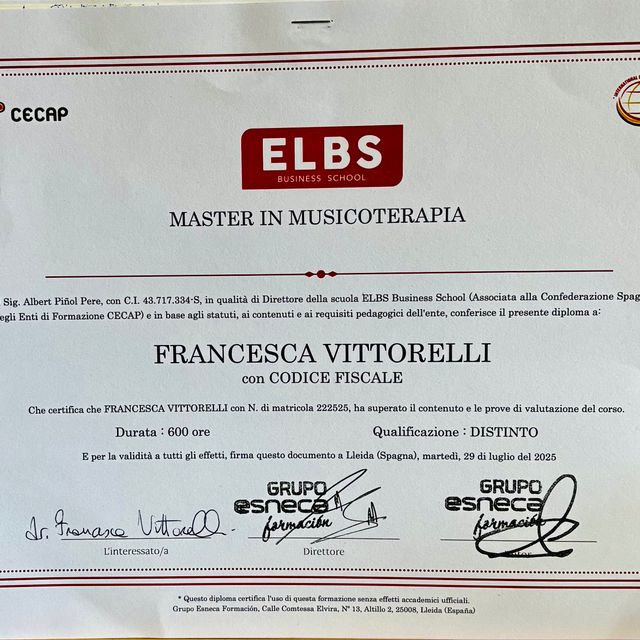 CECAP
INTERNATIONAL
ELBS
BUSINESS SCHOOL
MASTER IN MUSICOTERAPIA
Sig. Albert Piñol Pere, con C.I. 43.717.334-S, in qualità di Direttore della scuola ELBS Business School (Associata alla Confederazione Spag
egli Enti di Formazione CECAP) e in base agli statuti, ai contenuti e ai requisiti pedagogici dell'ente, conferisce il presente diploma a:
FRANCESCA VITTORELLI
con CODICE FISCALE
Che certifica che FRANCESCA VITTORELLI con N. di matricola 222525, ha superato il contenuto e le prove di valutazione del corso.
Durata : 600 ore Qualificazione : DISTINTO
E per la validità a tutti gli effetti, firma questo documento a Lleida (Spagna), martedì, 29 di luglio del 2025
GRUPO esneca formación
GRUPO esneca formación
dr. Francesca Vittorelli
L'interessato/a Direttore
* Questo diploma certifica l'uso di questa formazione senza effetti accademici ufficiali.
Grupo Esneca Formación, Calle Comtessa Elvira, Nº 13, Altillo 2, 25008, Lleida (España)